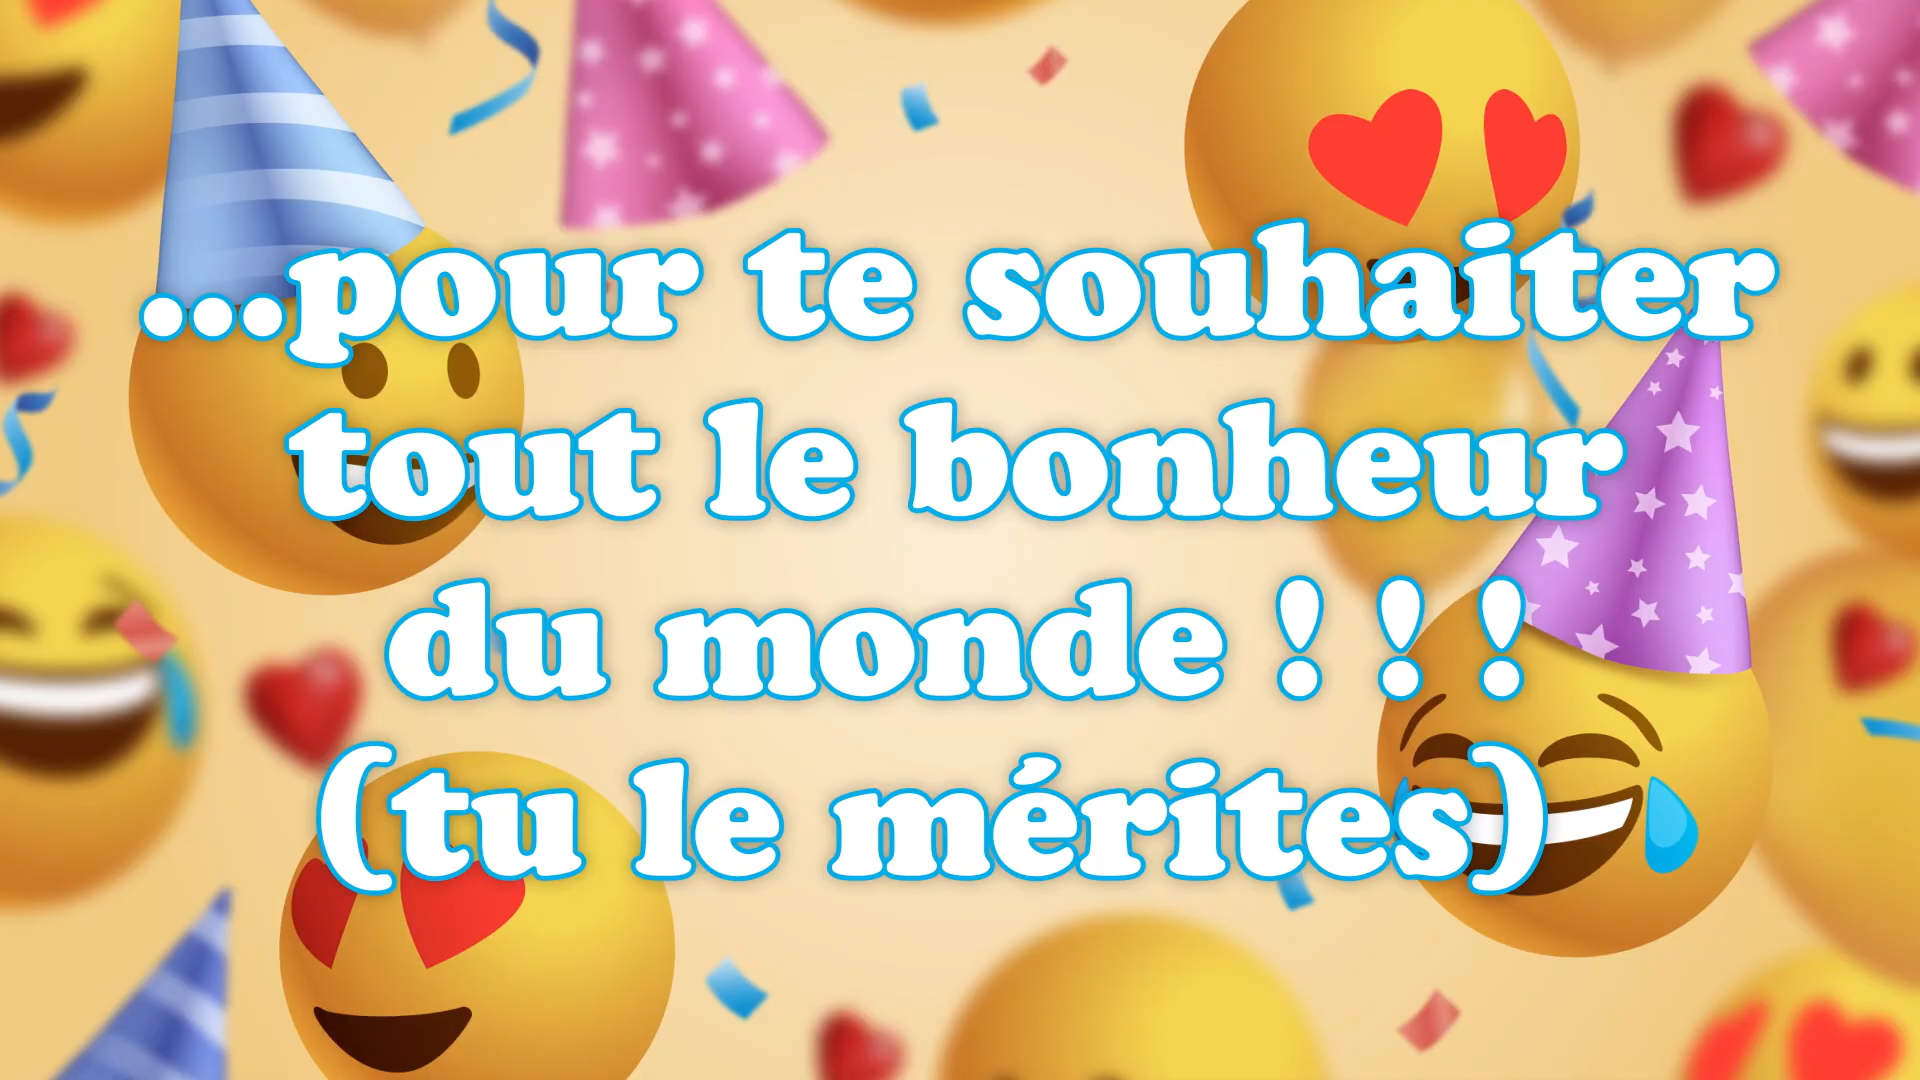 ...pour te souhaiter
tout le bonheur
du monde ! ! !
(tu le mérites)